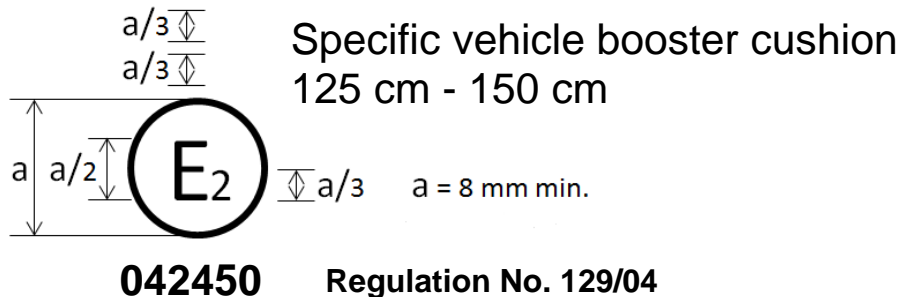 a/3
Specific vehicle booster cushion
a/3
125 cm - 150 cm
a
a/2
E2
a/3
a = 8 mm min.
042450
Regulation No. 129/04